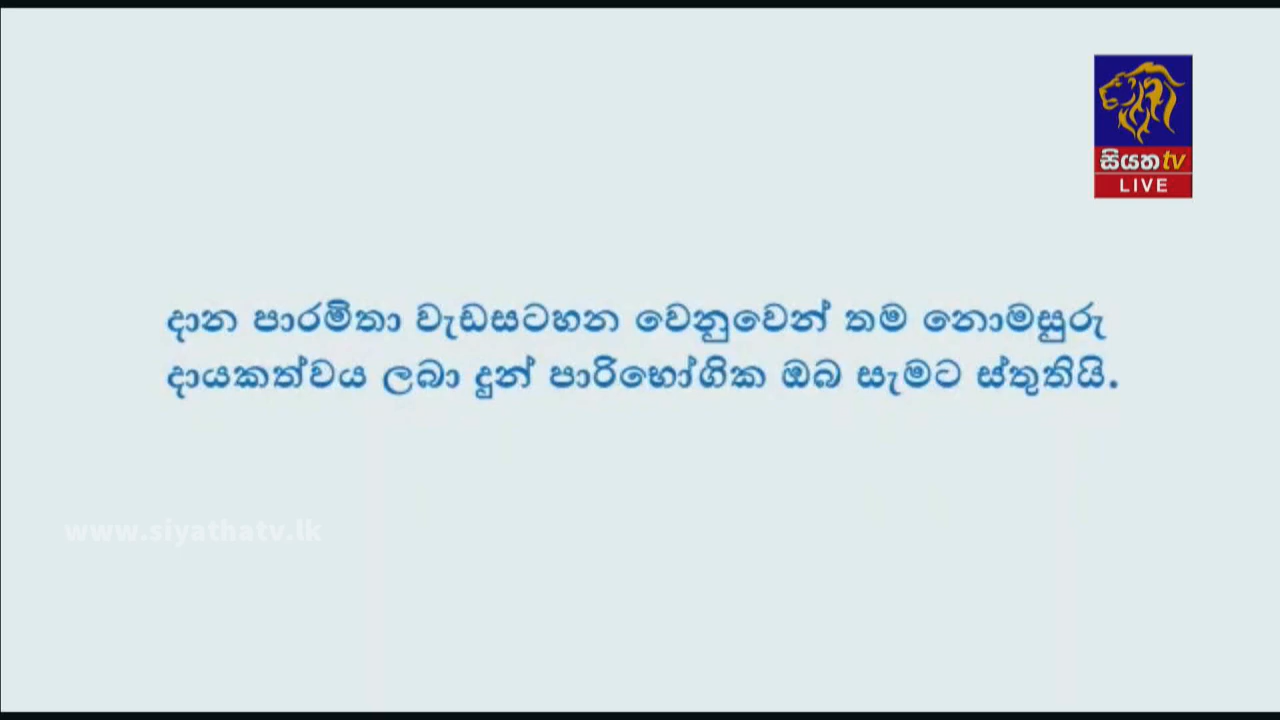 සියත tv
LIVE
දාන පාරමිතා වැඩසටහන වෙනුවෙන් තම නොමසුරු
දායකත්වය ලබා දුන් පාරිභෝගික ඔබ සැමට ස්තුතියි.
www.siyathatv.lk